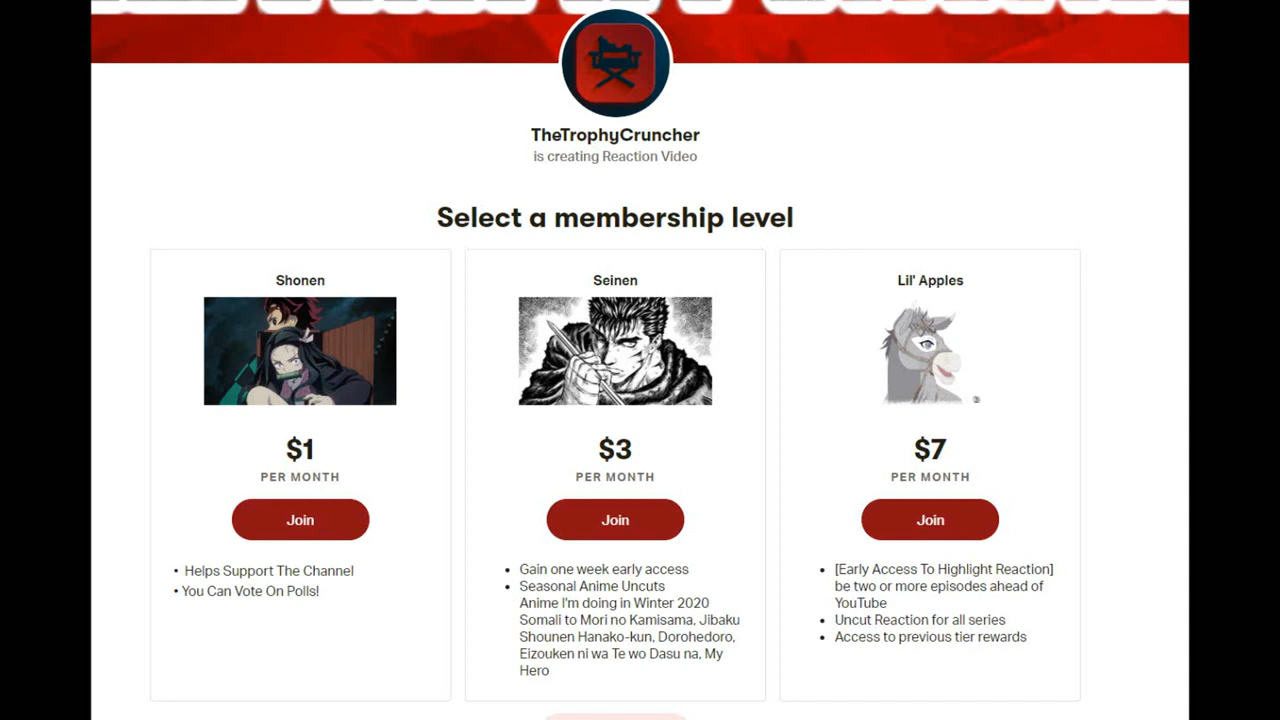 TheTrophyCruncher
is creating Reaction Video
Select a membership level
Shonen
$1
PER MONTH
Join
• Helps Support The Channel
• You Can Vote On Polls!
Seinen
$3
PER MONTH
Join
• Gain one week early access
• Seasonal Anime Uncuts
Anime I'm doing in Winter 2020
Somali to Mori no Kamisama, Jibaku
Shounen Hanako-kun, Dorohedoro,
Eizouken ni wa Te wo Dasu na, My
Hero
Lil' Apples
$7
PER MONTH
Join
• [Early Access To Highlight Reaction]
be two or more episodes ahead of
YouTube
• Uncut Reaction for all series
• Access to previous tier rewards